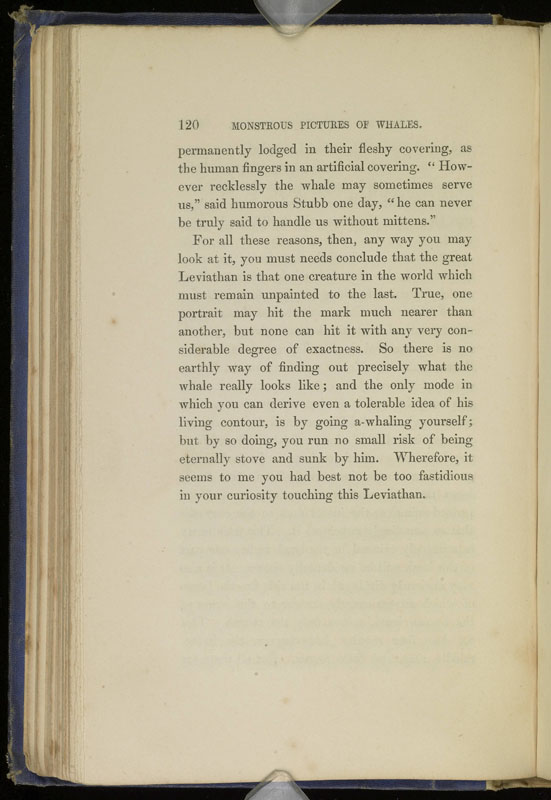 120 MONSTROUS PICTURES OF WHALES.
permanently lodged in their fleshy covering, as
the human fingers in an artificial covering. “ How-
ever recklessly the whale may sometimes serve
us,” said humorous Stubb one day, “he can never
be truly said to handle us without mittens.”
For all these reasons, then, any way you may
look at it, you must needs conclude that the great
Leviathan is that one creature in the world which
must remain unpainted to the last. True, one
portrait may hit the mark much nearer than
another, but none can hit it with any very con-
siderable degree of exactness. So there is no
earthly way of finding out precisely what the
whale really looks like; and the only mode in
which you can derive even a tolerable idea of his
living contour, is by going a-whaling yourself;
but by so doing, you run no small risk of being
eternally stove and sunk by him. Wherefore, it
seems to me you had best not be too fastidious
in your curiosity touching this Leviathan.